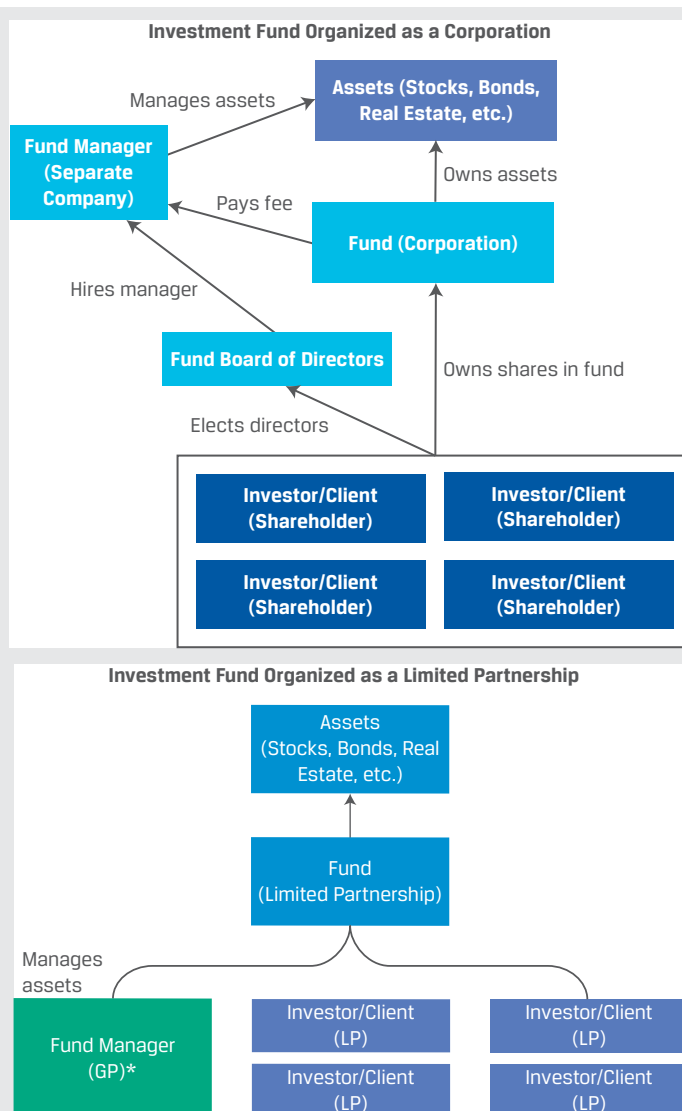 Investment Fund Organized as a Corporation
Assets (Stocks, Bonds,
Real Estate, etc.)
Manages assets
Fund Manager
(Separate
Company)
Owns assets
Pays fee
Fund (Corporation)
Hires manager
Fund Board of Directors
Owns shares in fund
Elects directors
Investor/Client
(Shareholder)
Investor/Client
(Shareholder)
Investor/Client
(Shareholder)
Investor/Client
(Shareholder)
Investment Fund Organized as a Limited Partnership
Assets
(Stocks, Bonds, Real
Estate, etc.)
Fund
(Limited Partnership)
Manages
assets
Fund Manager
(GP)*
Investor/Client
(LP)
Investor/Client
(LP)
Investor/Client
(LP)
Investor/Client
(LP)